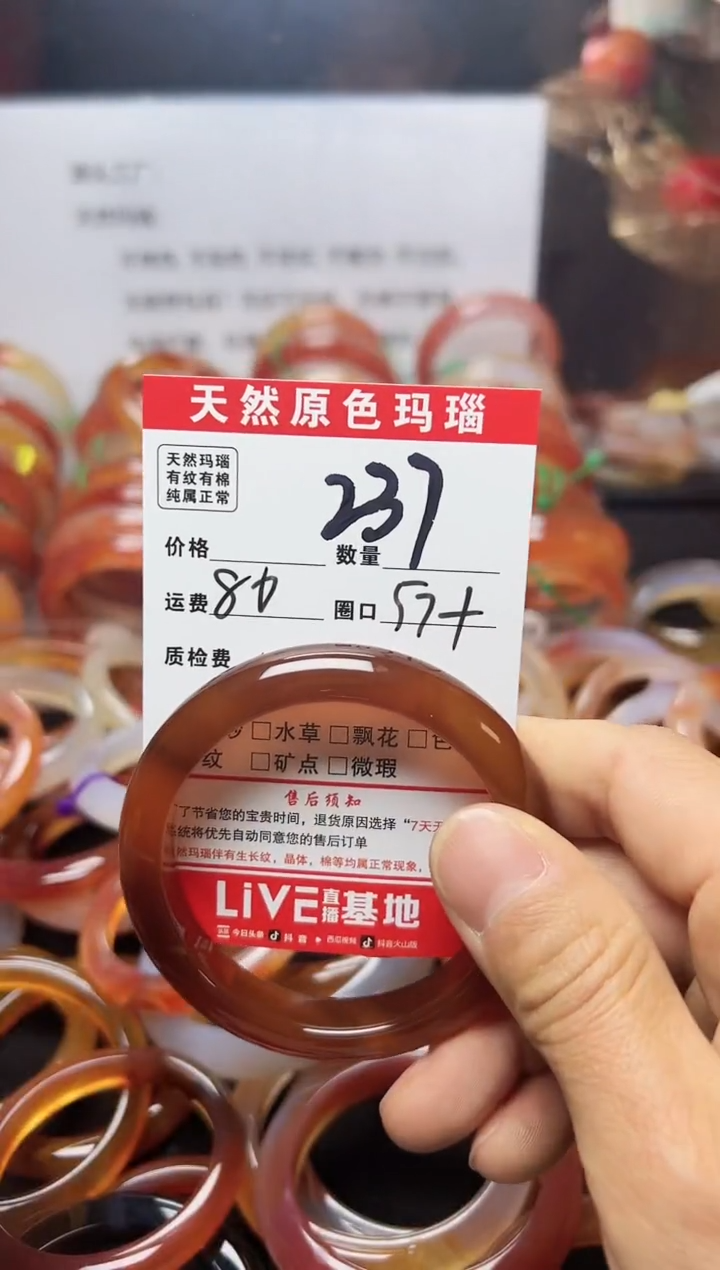 天然原色玛瑙
天然玛瑙
有纹有棉
纯属正常
237
价格 数量
运费 80 圈口 57+
质检费
□水草 □飘花 □
纹 □矿点 □微瑕
售后须知
了节省您的宝贵时间，退货原因选择 “7天
统将优先自动同意您的售后订单
然玛瑙伴有生长纹，晶体，棉等均属正常现象，
LiVE直播基地
今日头条 抖音 西瓜视频 抖音火山版